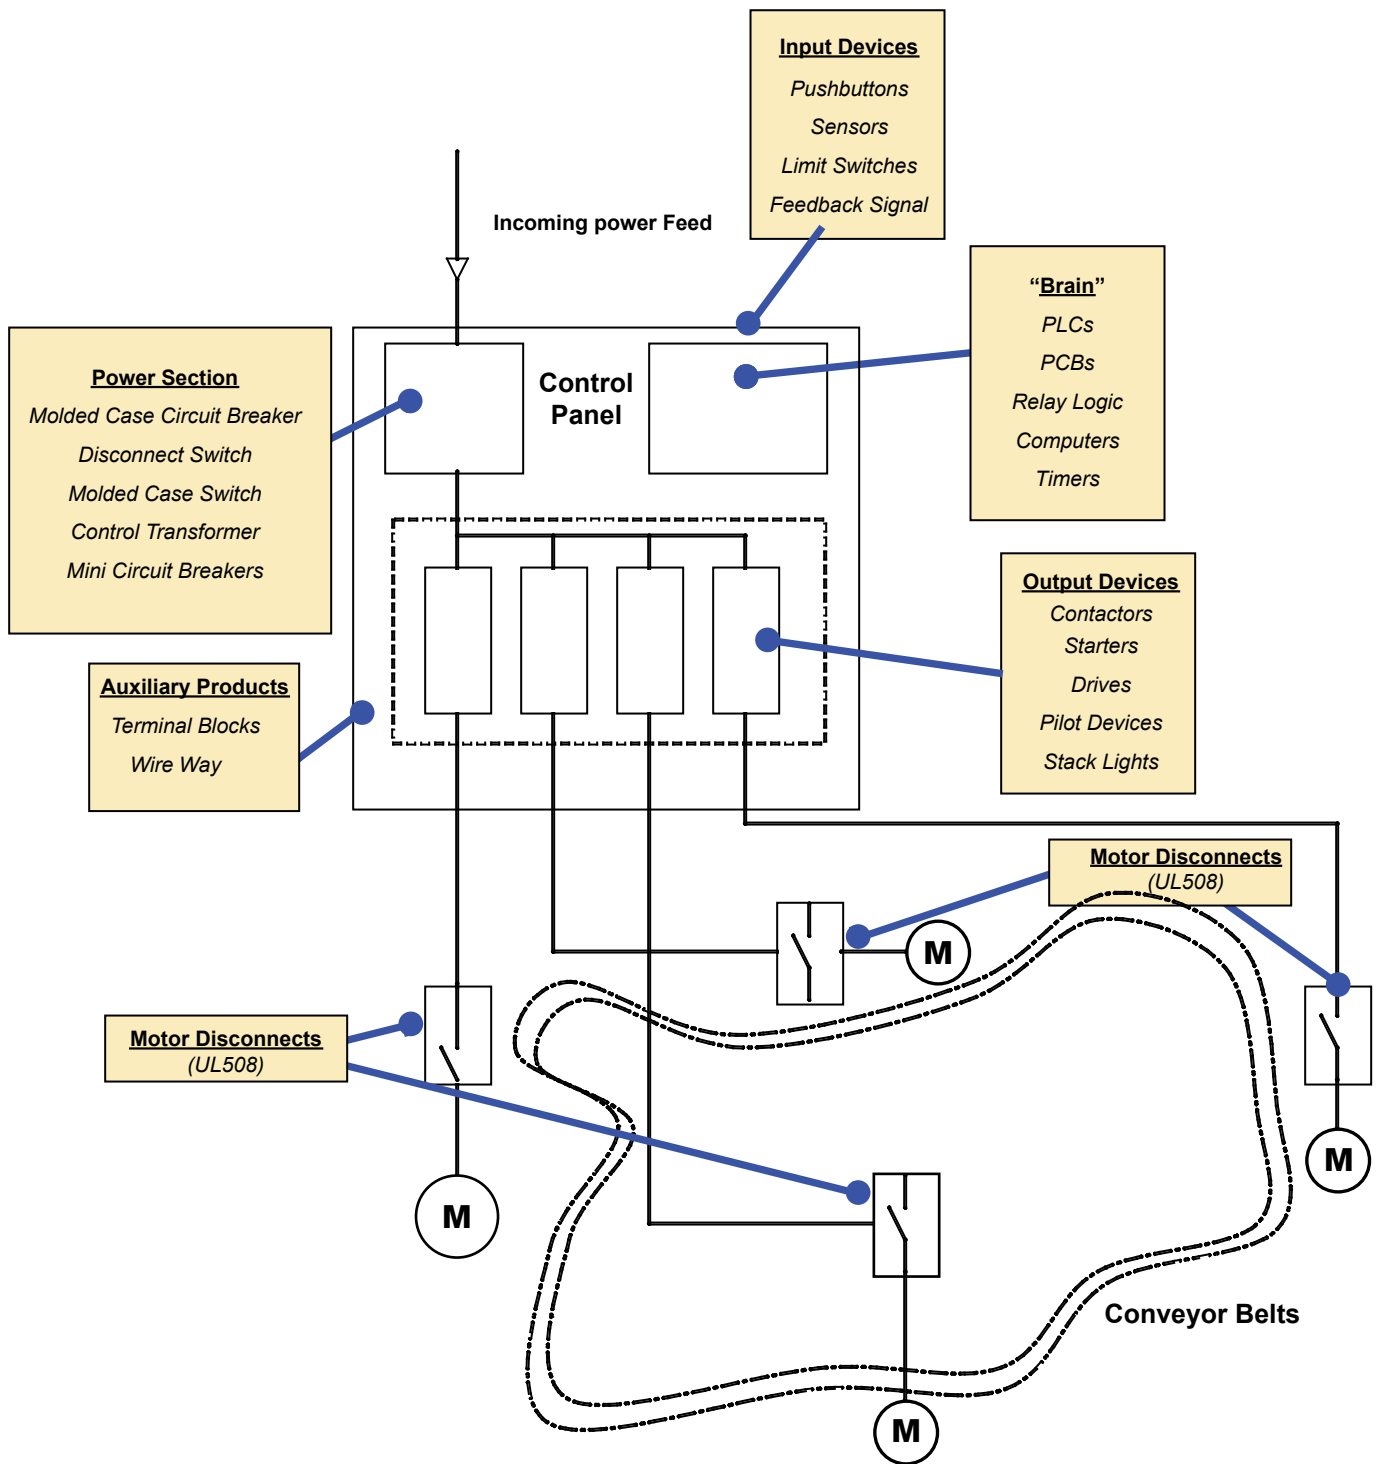 Input Devices
Pushbuttons
Sensors
Limit Switches
Feedback Signal
Incoming power Feed
“Brain”
PLCs
PCBs
Relay Logic
Computers
Timers
Power Section
Molded Case Circuit Breaker
Disconnect Switch
Molded Case Switch
Control Transformer
Mini Circuit Breakers
Control
Panel
Output Devices
Contactors
Starters
Drives
Pilot Devices
Stack Lights
Auxiliary Products
Terminal Blocks
Wire Way
Motor Disconnects
(UL508)
M
Motor Disconnects
(UL508)
M
M
Conveyor Belts
M